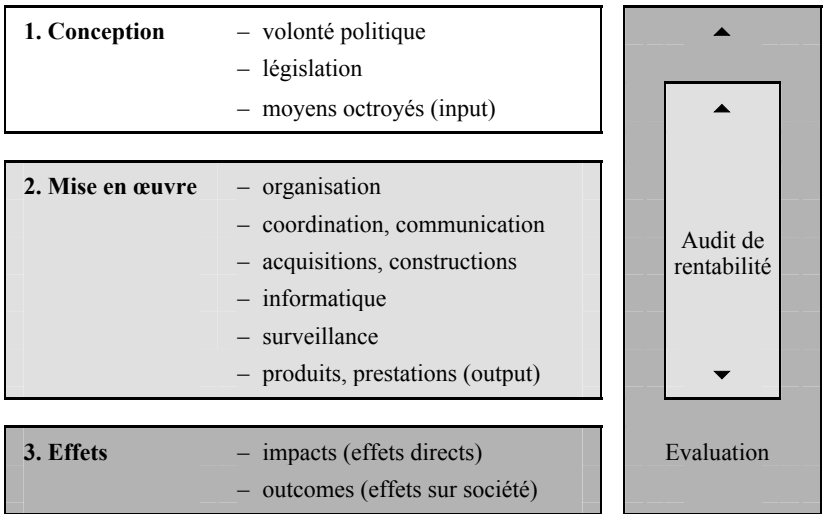 1. Conception – volonté politique
– législation
– moyens octroyés (input)
2. Mise en œuvre – organisation
– coordination, communication
– acquisitions, constructions
– informatique
– surveillance
– produits, prestations (output)
3. Effets – impacts (effets directs)
– outcomes (effets sur société)
Audit de
rentabilité
Evaluation